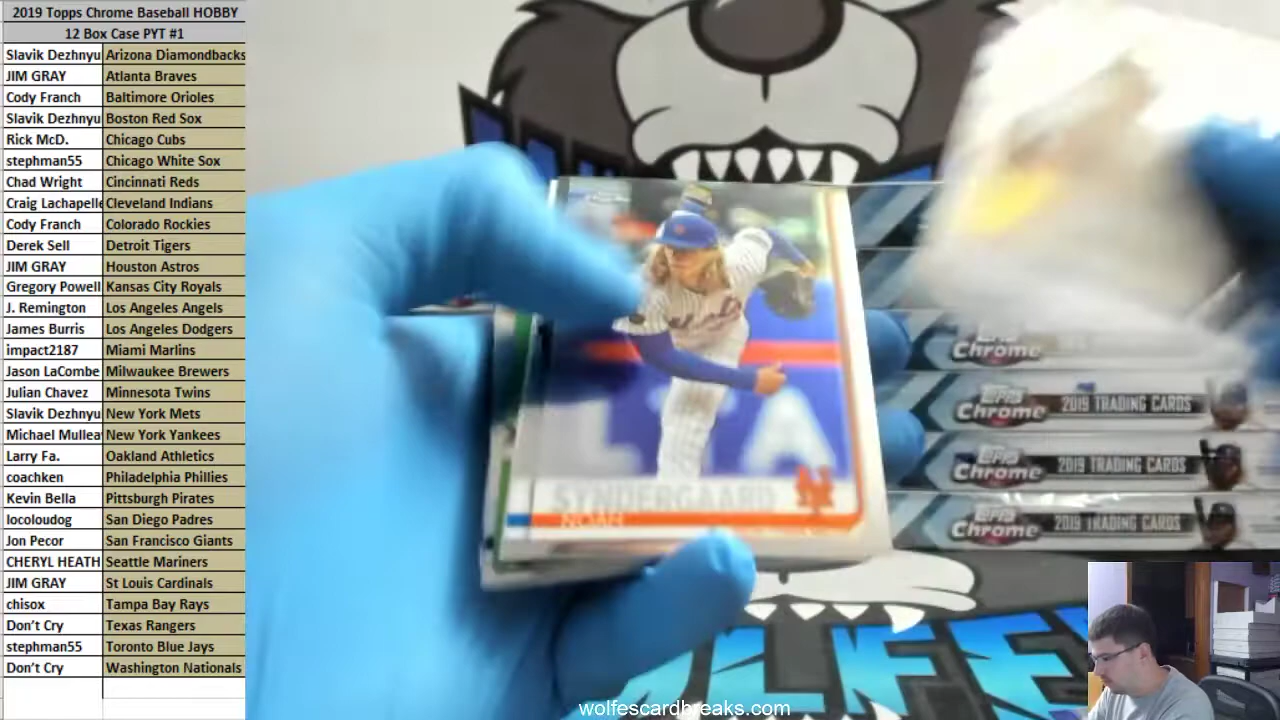 2019 Topps Chrome Baseball HOBBY
12 Box Case PYT #1
Slavik Dezhnyu Arizona Diamondbacks
JIM GRAY Atlanta Braves
Cody Franch Baltimore Orioles
Slavik Dezhnyu Boston Red Sox
Rick McD. Chicago Cubs
stephman55 Chicago White Sox
Chad Wright Cincinnati Reds
Craig Lachapelle Cleveland Indians
Cody Franch Colorado Rockies
Derek Sell Detroit Tigers
JIM GRAY Houston Astros
Gregory Powell Kansas City Royals
J. Remington Los Angeles Angels
James Burris Los Angeles Dodgers
impact2187 Miami Marlins
Jason LaCombe Milwaukee Brewers
Julian Chavez Minnesota Twins
Slavik Dezhnyu New York Mets
Michael Mullea New York Yankees
Larry Fa. Oakland Athletics
coachken Philadelphia Phillies
Kevin Bella Pittsburgh Pirates
locoloudog San Diego Padres
Jon Pecor San Francisco Giants
CHERYL HEATH Seattle Mariners
JIM GRAY St Louis Cardinals
chisox Tampa Bay Rays
Don't Cry Texas Rangers
stephman55 Toronto Blue Jays
Don't Cry Washington Nationals
SYNDERGAARD
NOAH
Topps Chrome
Topps Chrome 2019 TRADING CARDS
Topps Chrome 2019 TRADING CARDS
Topps Chrome 2019 TRADING CARDS
WOLFE
wolfescardbreaks.com